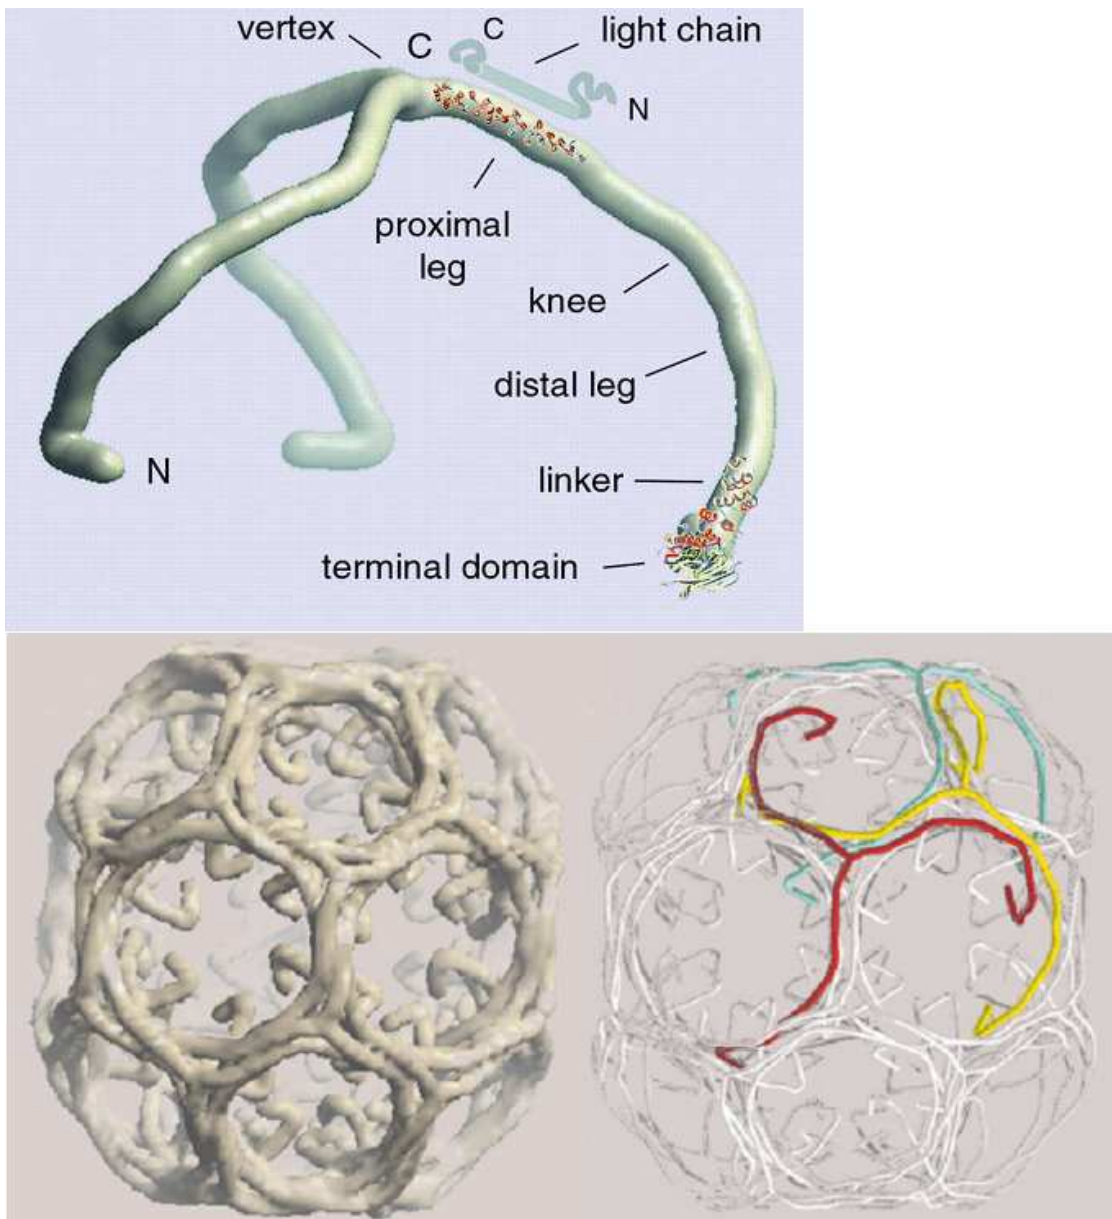 vertex
C
C
light chain
N
proximal
leg
knee
distal leg
N
linker
terminal domain